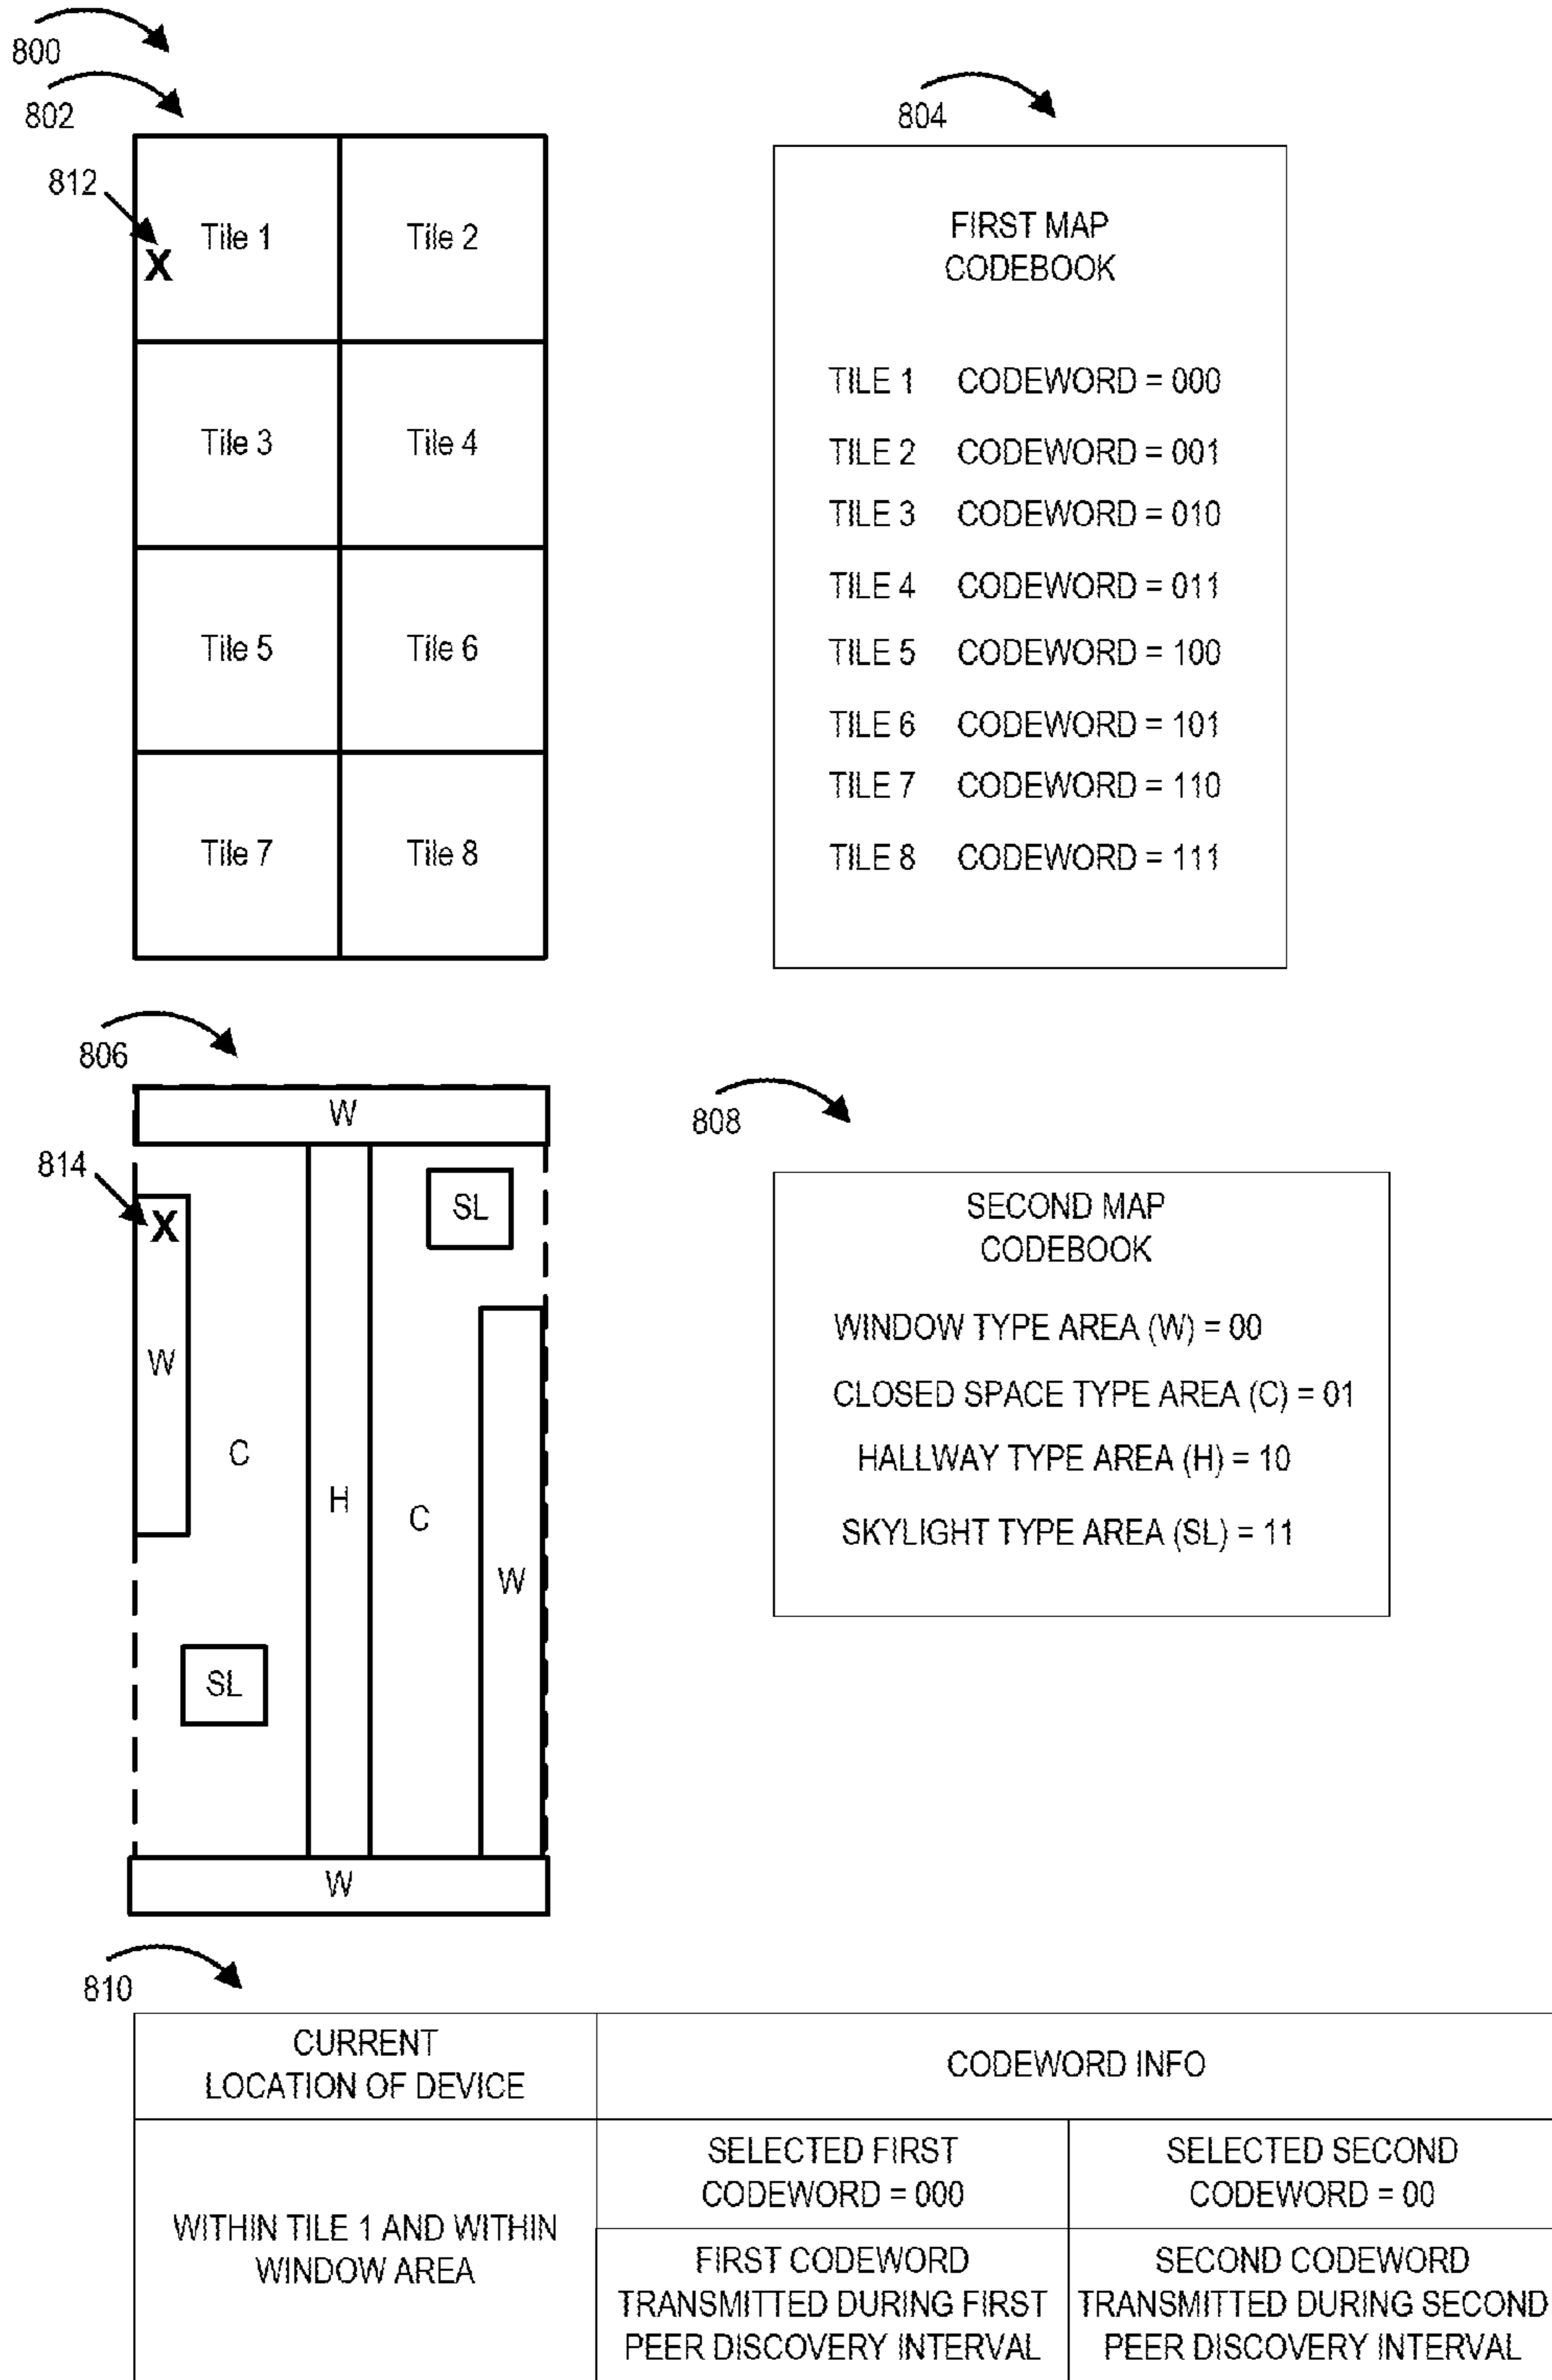 800
802
812
Tile 1
Tile 2
X
Tile 3
Tile 4
Tile 5
Tile 6
Tile 7
Tile 8
804
FIRST MAP
CODEBOOK
TILE 1 CODEWORD = 000
TILE 2 CODEWORD = 001
TILE 3 CODEWORD = 010
TILE 4 CODEWORD = 011
TILE 5 CODEWORD = 100
TILE 6 CODEWORD = 101
TILE 7 CODEWORD = 110
TILE 8 CODEWORD = 111
806
W
814
X
SL
W
C
H
C
W
SL
W
808
SECOND MAP
CODEBOOK
WINDOW TYPE AREA (W) = 00
CLOSED SPACE TYPE AREA (C) = 01
HALLWAY TYPE AREA (H) = 10
SKYLIGHT TYPE AREA (SL) = 11
810
CURRENT
LOCATION OF DEVICE
CODEWORD INFO
WITHIN TILE 1 AND WITHIN
WINDOW AREA
SELECTED FIRST
CODEWORD = 000
SELECTED SECOND
CODEWORD = 00
FIRST CODEWORD
TRANSMITTED DURING FIRST
PEER DISCOVERY INTERVAL
SECOND CODEWORD
TRANSMITTED DURING SECOND
PEER DISCOVERY INTERVAL